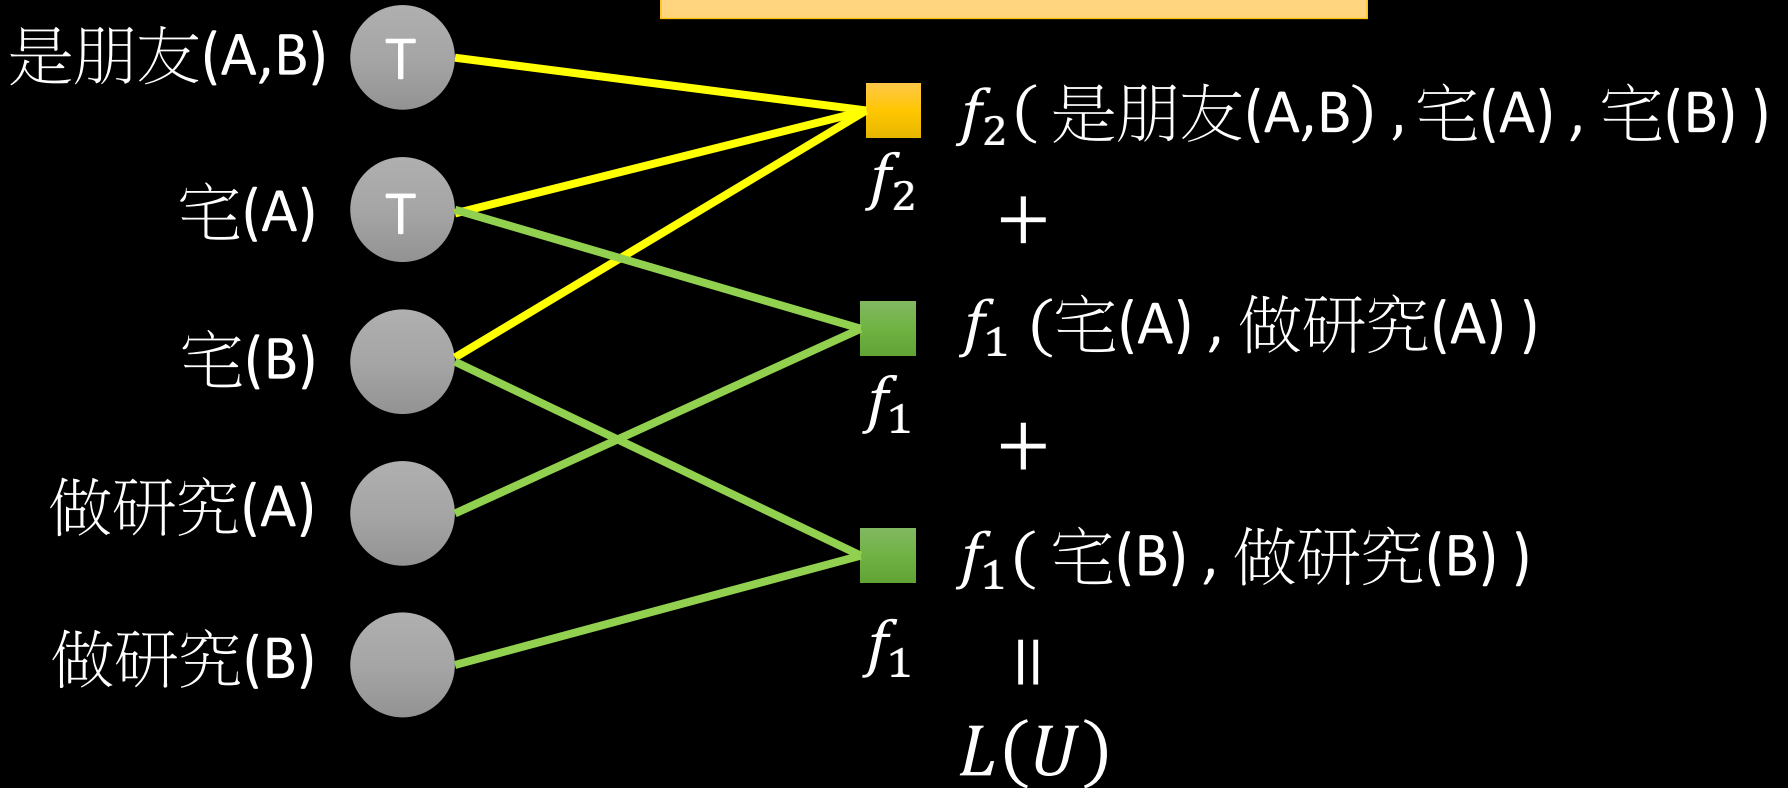 是朋友(A,B) T
f₂( 是朋友(A,B) , 宅(A) , 宅(B) )
f₂
宅(A) T
+
宅(B)
f₁ (宅(A) , 做研究(A) )
f₁
+
做研究(A)
f₁( 宅(B) , 做研究(B) )
f₁
做研究(B)
=
L(U)